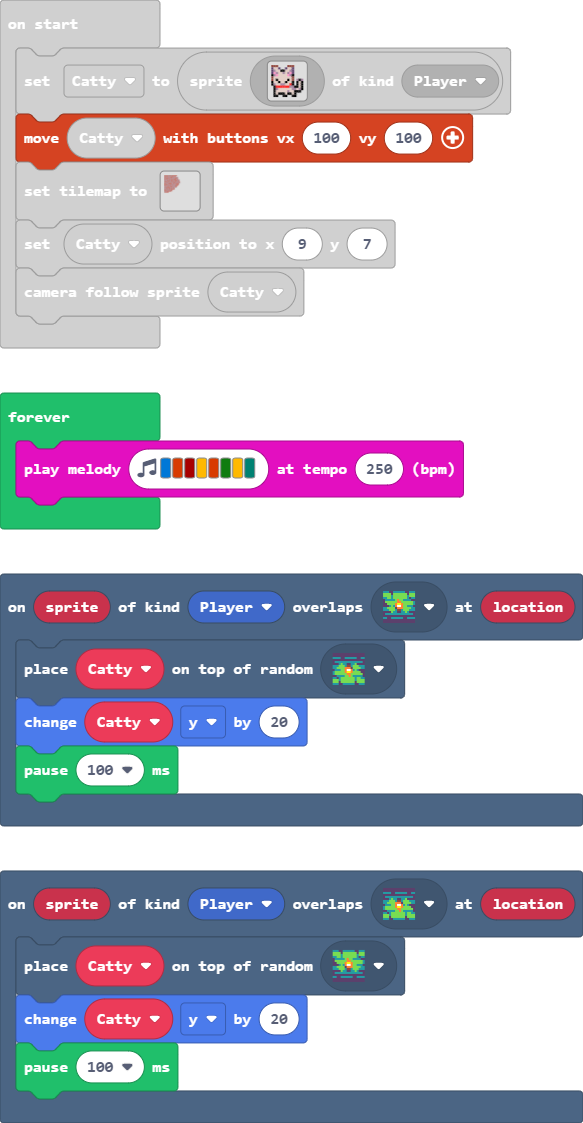 on start
set Catty to sprite of kind Player
move Catty with buttons vx 100 vy 100
set tilemap to
set Catty position to x 9 y 7
camera follow sprite Catty
forever
play melody at tempo 250 (bpm)
on sprite of kind Player overlaps at location
place Catty on top of random
change Catty y by 20
pause 100 ms
on sprite of kind Player overlaps at location
place Catty on top of random
change Catty y by 20
pause 100 ms